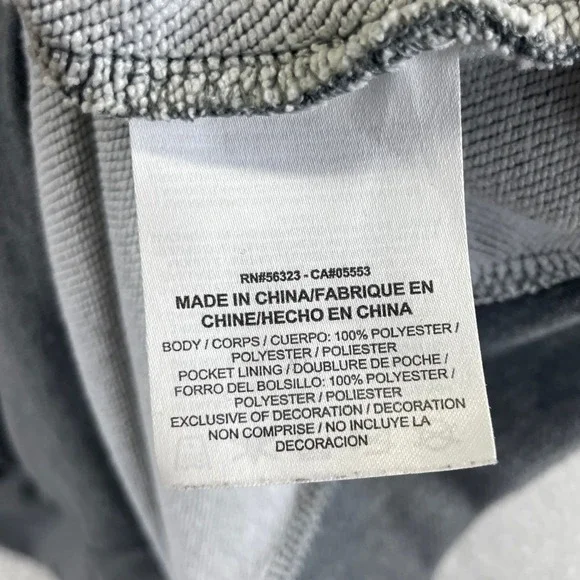 RN#56323 - CA#05553
MADE IN CHINA/FABRIQUE EN
CHINE/HECHO EN CHINA
BODY / CORPS / CUERPO: 100% POLYESTER /
POLYESTER / POLIESTER
POCKET LINING / DOUBLURE DE POCHE /
FORRO DEL BOLSILLO: 100% POLYESTER /
POLYESTER / POLIESTER
EXCLUSIVE OF DECORATION / DECORATION
NON COMPRISE / NO INCLUYE LA
DECORACION